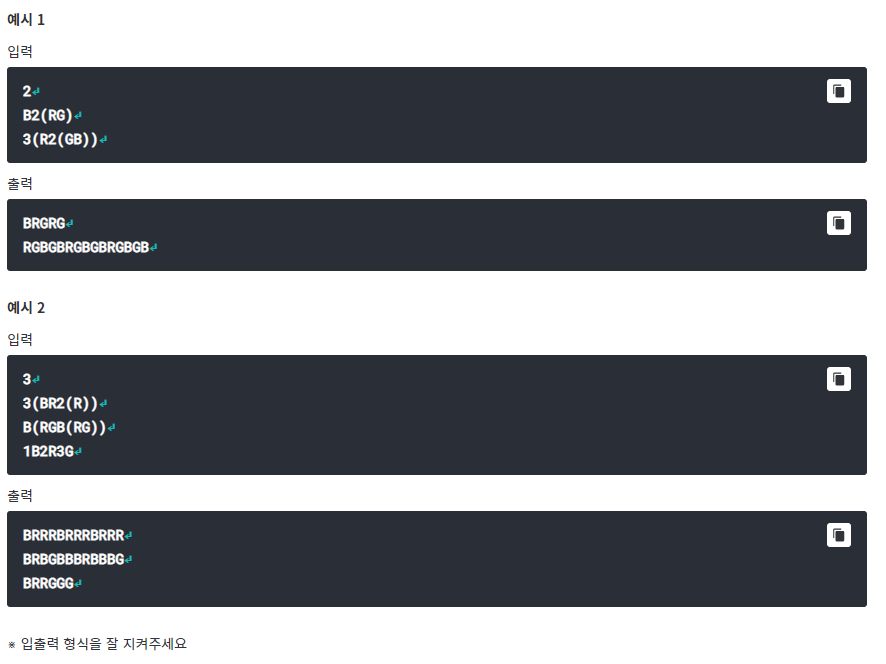 예시 1
입력
2↵
B2(RG)↵
3(R2(GB))↵
출력
BRGRG↵
RGBGBRGBGBRGBGB↵
예시 2
입력
3↵
3(BR2(R))↵
B(RGB(RG))↵
1B2R3G↵
출력
BRRRBRRRBRRR↵
BRBGBBBRBBBG↵
BRRGGG↵
※ 입출력 형식을 잘 지켜주세요